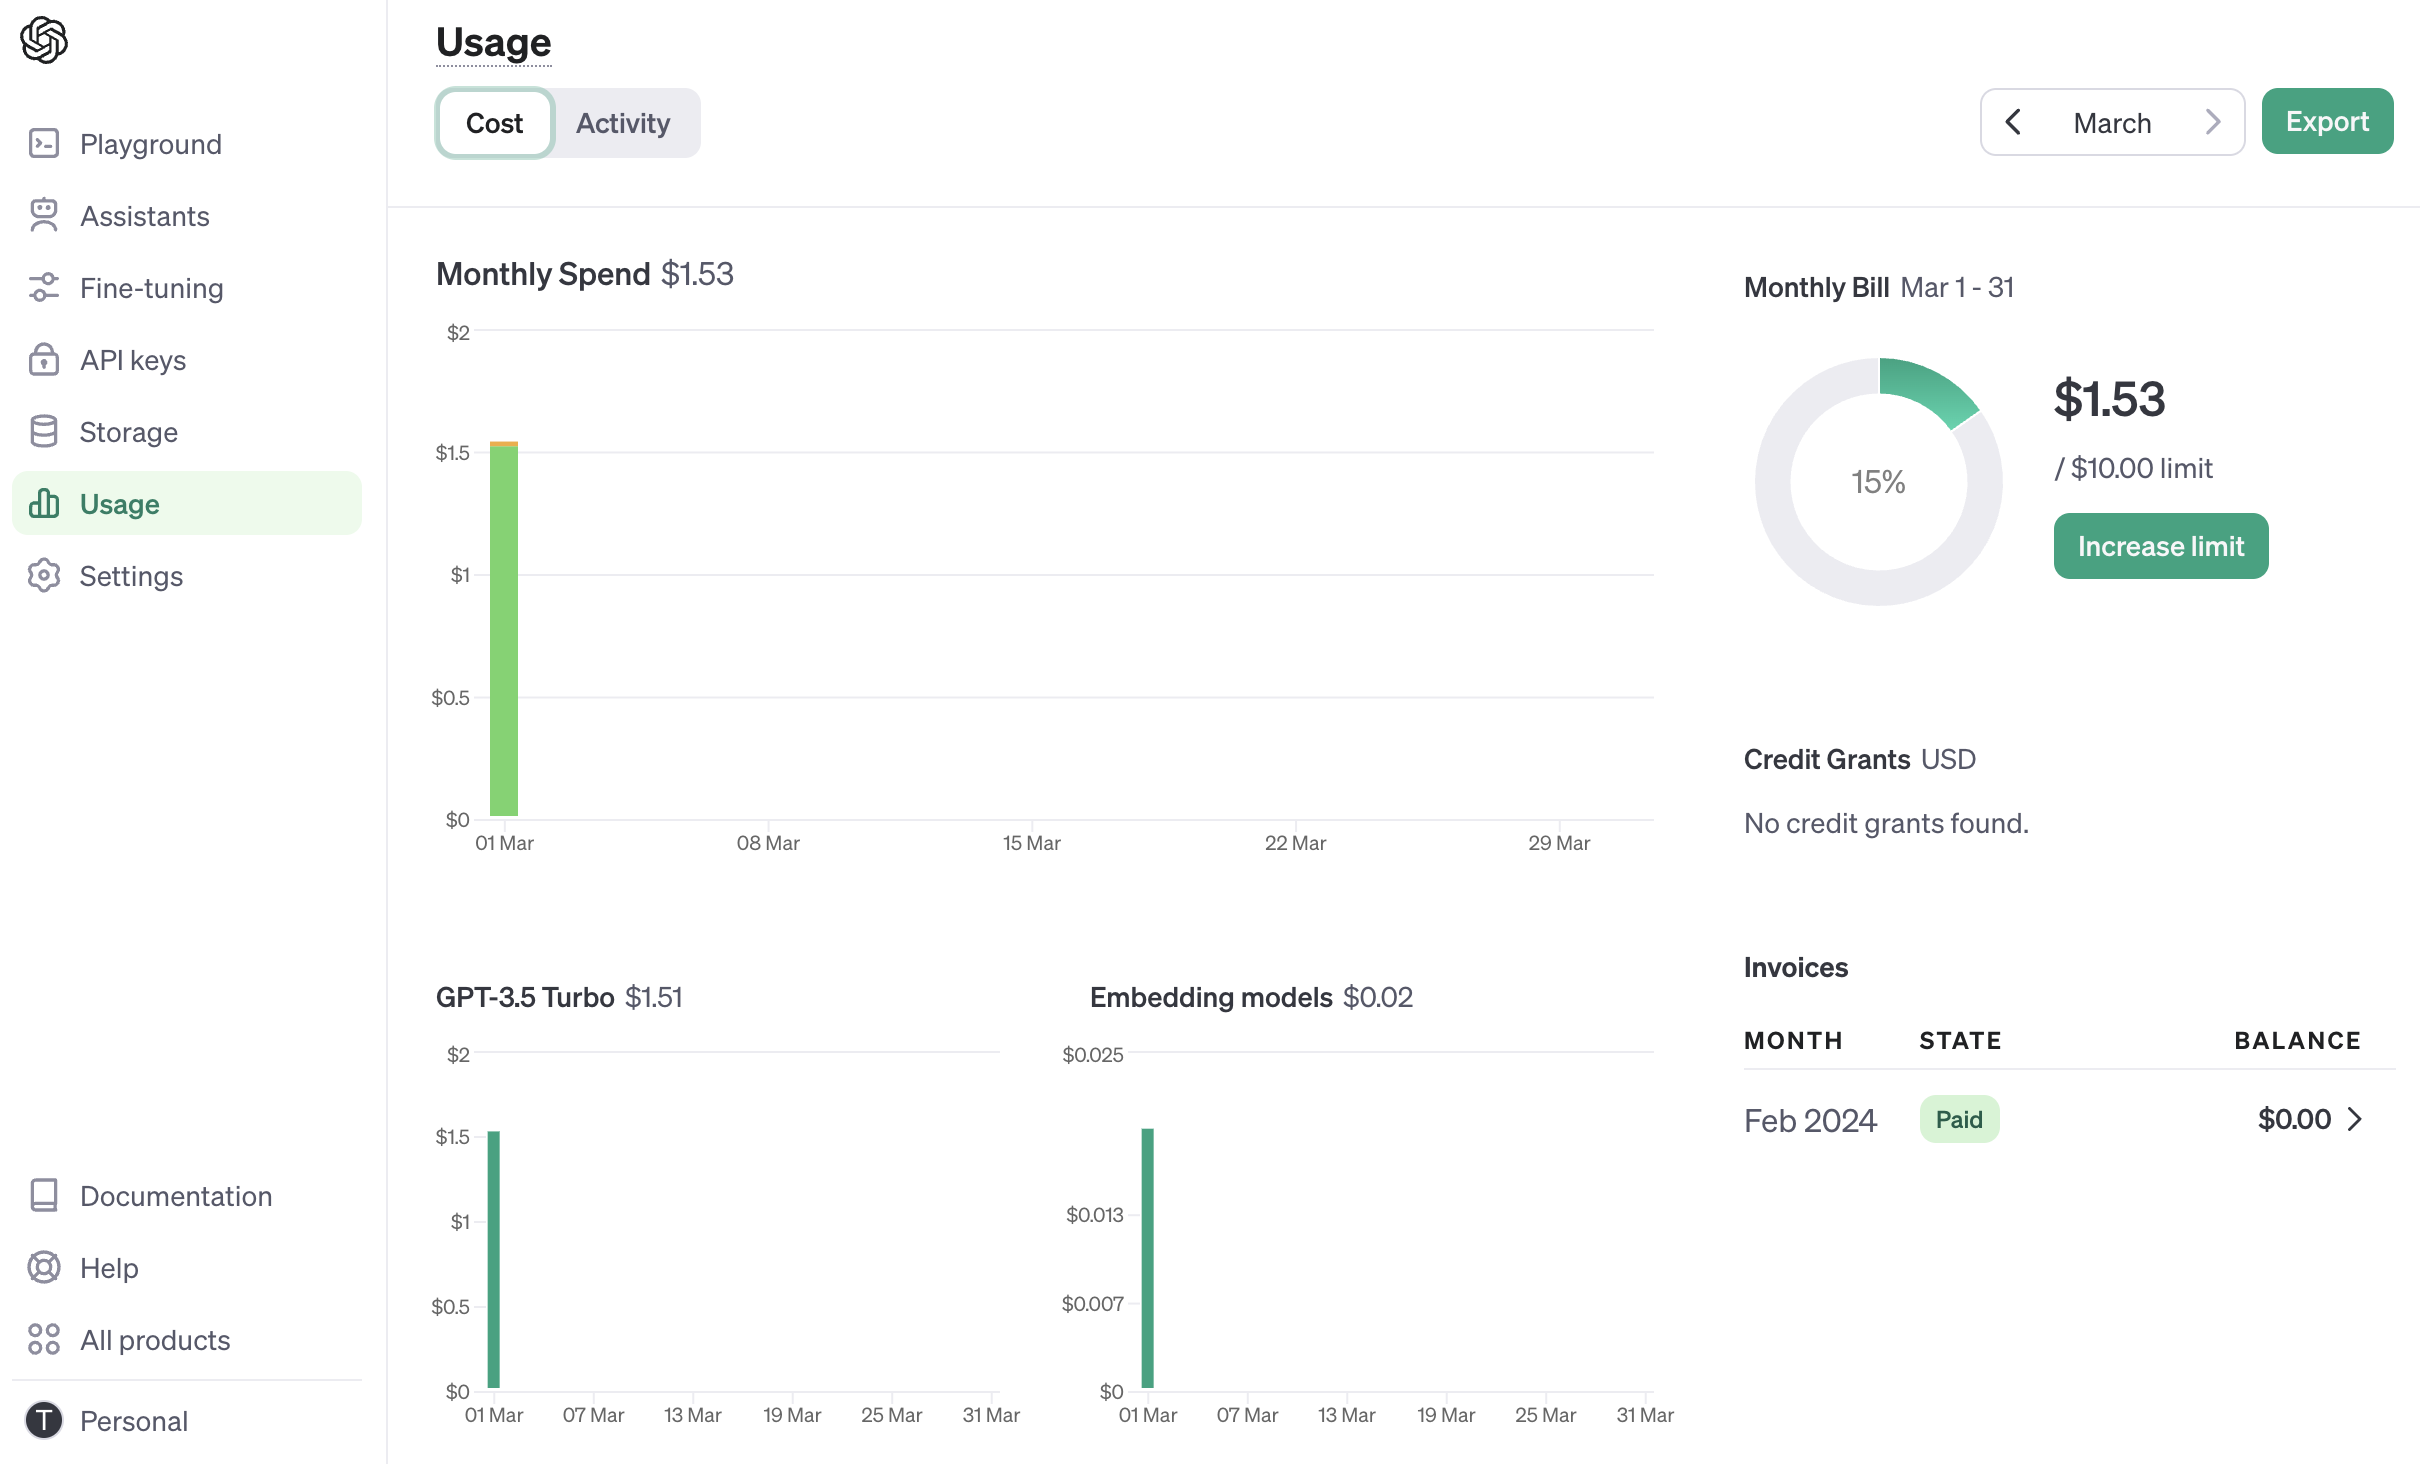 Playground
Assistants
Fine-tuning
API keys
Storage
Usage
Settings
Documentation
Help
All products
T Personal
Usage
Cost Activity
March
Export
Monthly Spend $1.53
$2
$1.5
$1
$0.5
$0
01 Mar 08 Mar 15 Mar 22 Mar 29 Mar
GPT-3.5 Turbo $1.51
$2
$1.5
$1
$0.5
$0
01 Mar 07 Mar 13 Mar 19 Mar 25 Mar 31 Mar
Embedding models $0.02
$0.025
$0.013
$0.007
$0
01 Mar 07 Mar 13 Mar 19 Mar 25 Mar 31 Mar
Monthly Bill Mar 1 - 31
15%
$1.53
/ $10.00 limit
Increase limit
Credit Grants USD
No credit grants found.
Invoices
MONTH STATE BALANCE
Feb 2024 Paid $0.00